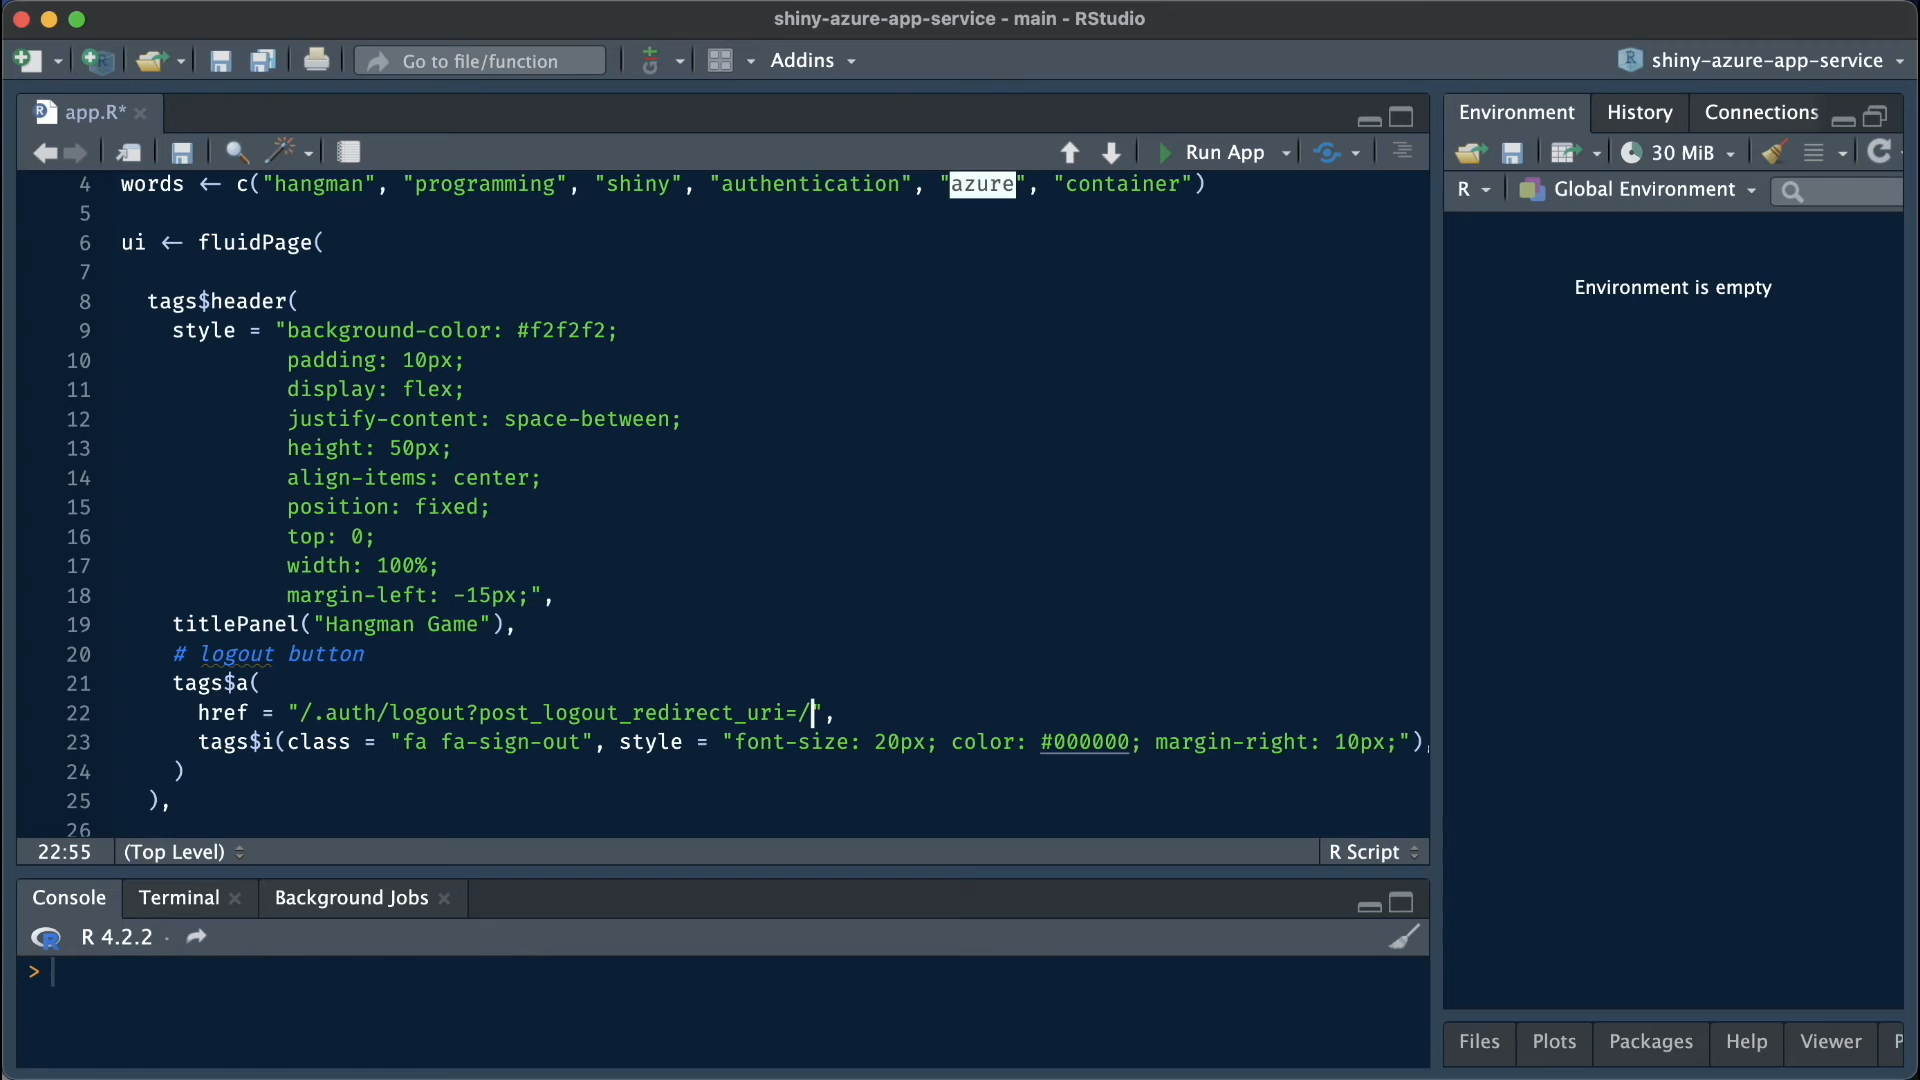 shiny-azure-app-service - main - RStudio
Go to file/function
Addins
shiny-azure-app-service
app.R*
Run App
4 words ← c("hangman", "programming", "shiny", "authentication", "azure", "container")
5
6 ui ← fluidPage(
7
8 tags$header(
9 style = "background-color: #f2f2f2;
10 padding: 10px;
11 display: flex;
12 justify-content: space-between;
13 height: 50px;
14 align-items: center;
15 position: fixed;
16 top: 0;
17 width: 100%;
18 margin-left: -15px;",
19 titlePanel("Hangman Game"),
20 # logout button
21 tags$a(
22 href = "/.auth/logout?post_logout_redirect_uri=/",
23 tags$i(class = "fa fa-sign-out", style = "font-size: 20px; color: #000000; margin-right: 10px;"),
24 )
25 ),
26
22:55 (Top Level) R Script
Console Terminal Background Jobs
R 4.2.2 ·
>
Environment History Connections
30 MiB
R Global Environment
Environment is empty
Files Plots Packages Help Viewer